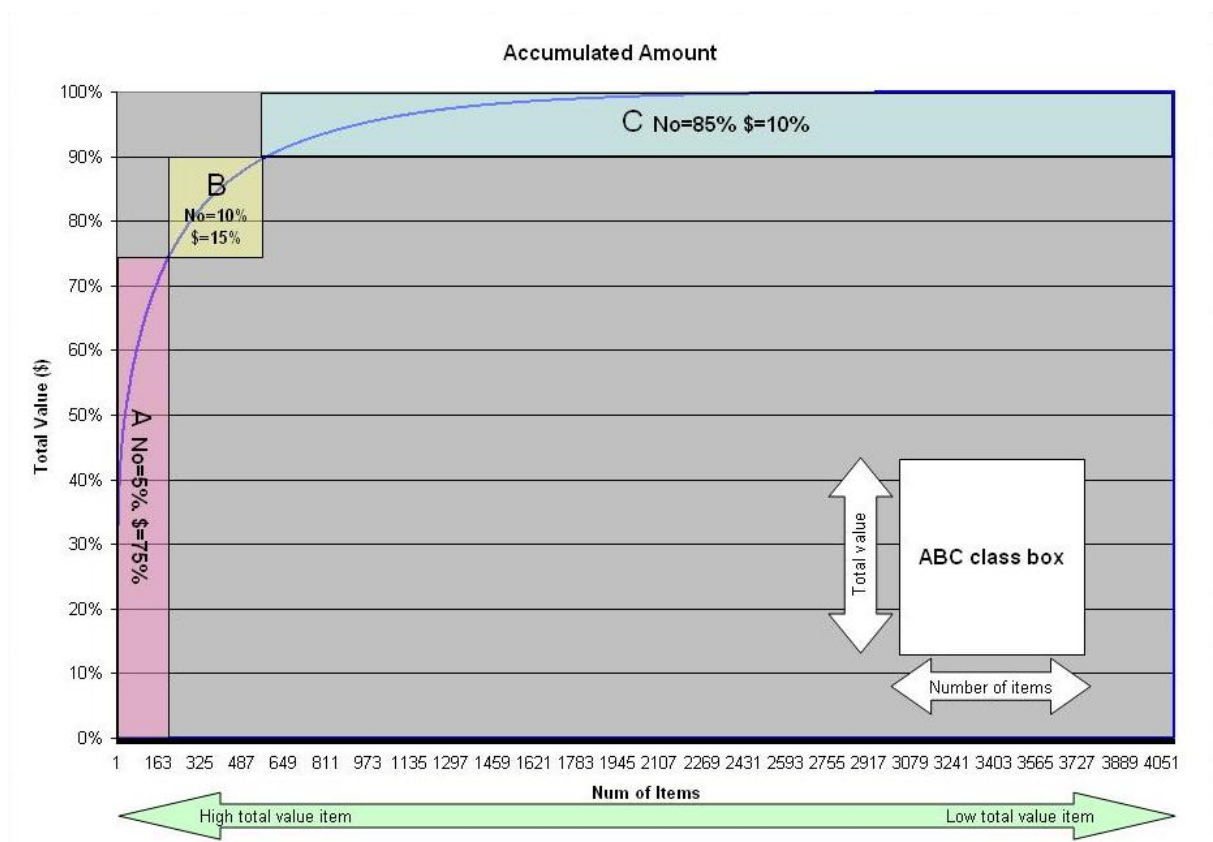 Accumulated Amount
100%
90%
80%
70%
60%
50%
40%
30%
20%
10%
0%
Total Value ($)
C No=85% $=10%
B
No=10%
$=15%
A No=5%, $=75%
Total value
ABC class box
Number of items
1 163 325 487 649 811 973 1135 1297 1459 1621 1783 1945 2107 2269 2431 2593 2755 2917 3079 3241 3403 3565 3727 3889 4051
Num of Items
High total value item
Low total value item